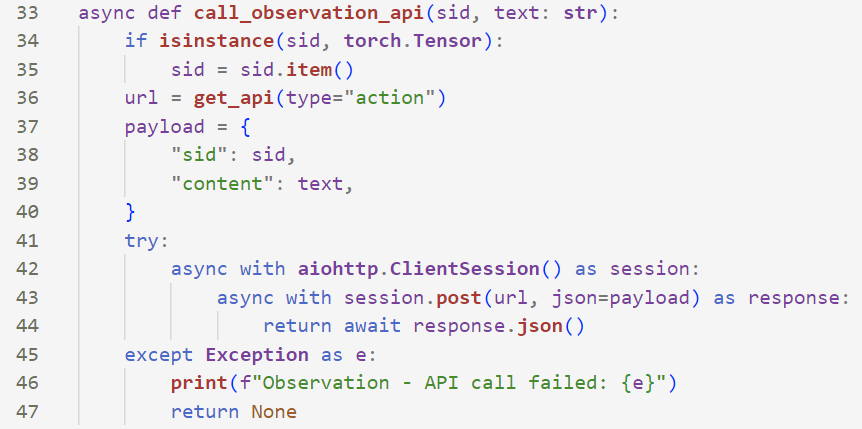 33 async def call_observation_api(sid, text: str):
34     if isinstance(sid, torch.Tensor):
35         sid = sid.item()
36     url = get_api(type="action")
37     payload = {
38         "sid": sid,
39         "content": text,
40     }
41     try:
42         async with aiohttp.ClientSession() as session:
43             async with session.post(url, json=payload) as response:
44                 return await response.json()
45     except Exception as e:
46         print(f"Observation - API call failed: {e}")
47         return None